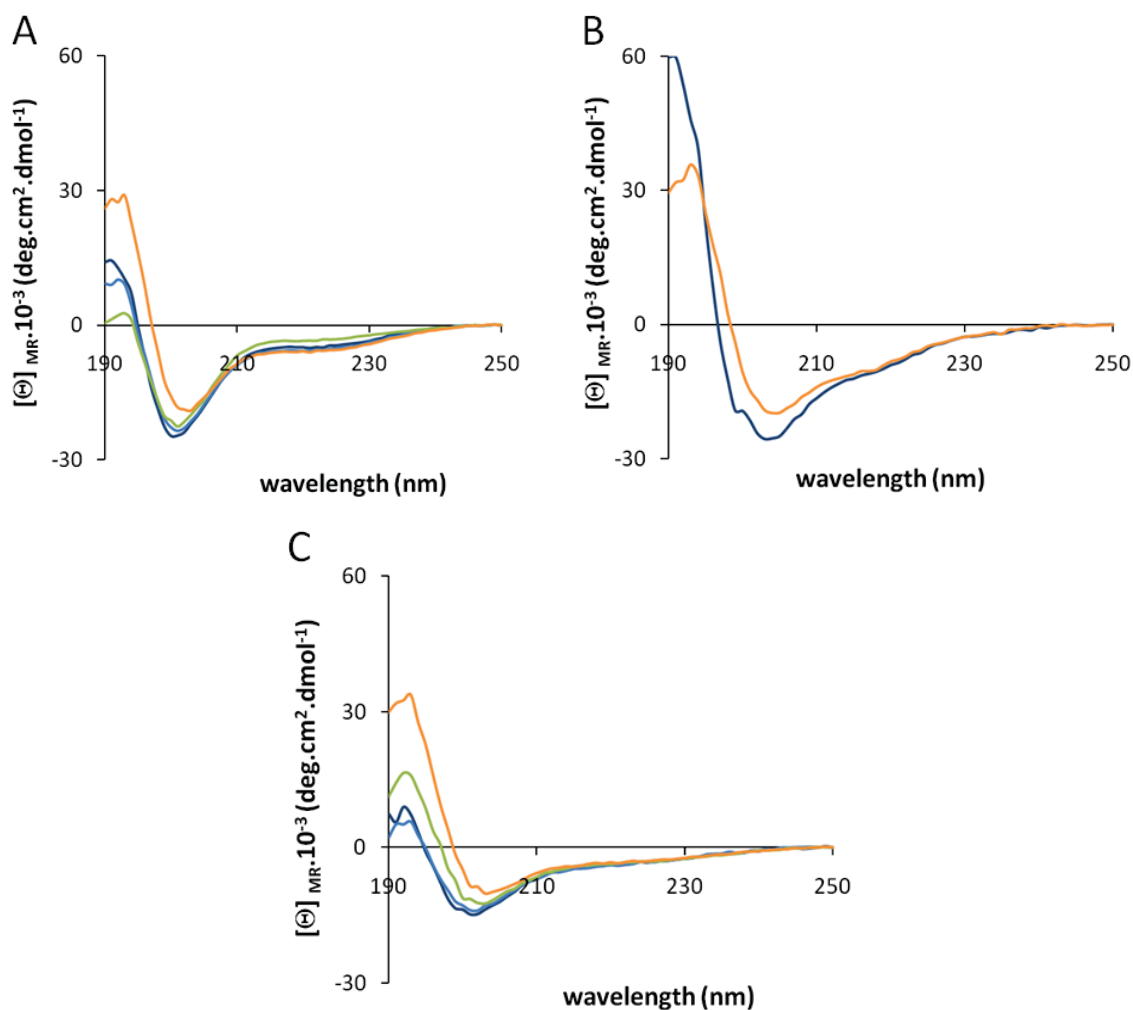 A
60
30
0
-30
190
210
230
250
[Θ] MR.10⁻³ (deg.cm².dmol⁻¹)
wavelength (nm)
B
60
30
0
-30
190
210
230
250
[Θ] MR.10⁻³ (deg.cm².dmol⁻¹)
wavelength (nm)
C
60
30
0
-30
190
210
230
250
[Θ] MR.10⁻³ (deg.cm².dmol⁻¹)
wavelength (nm)